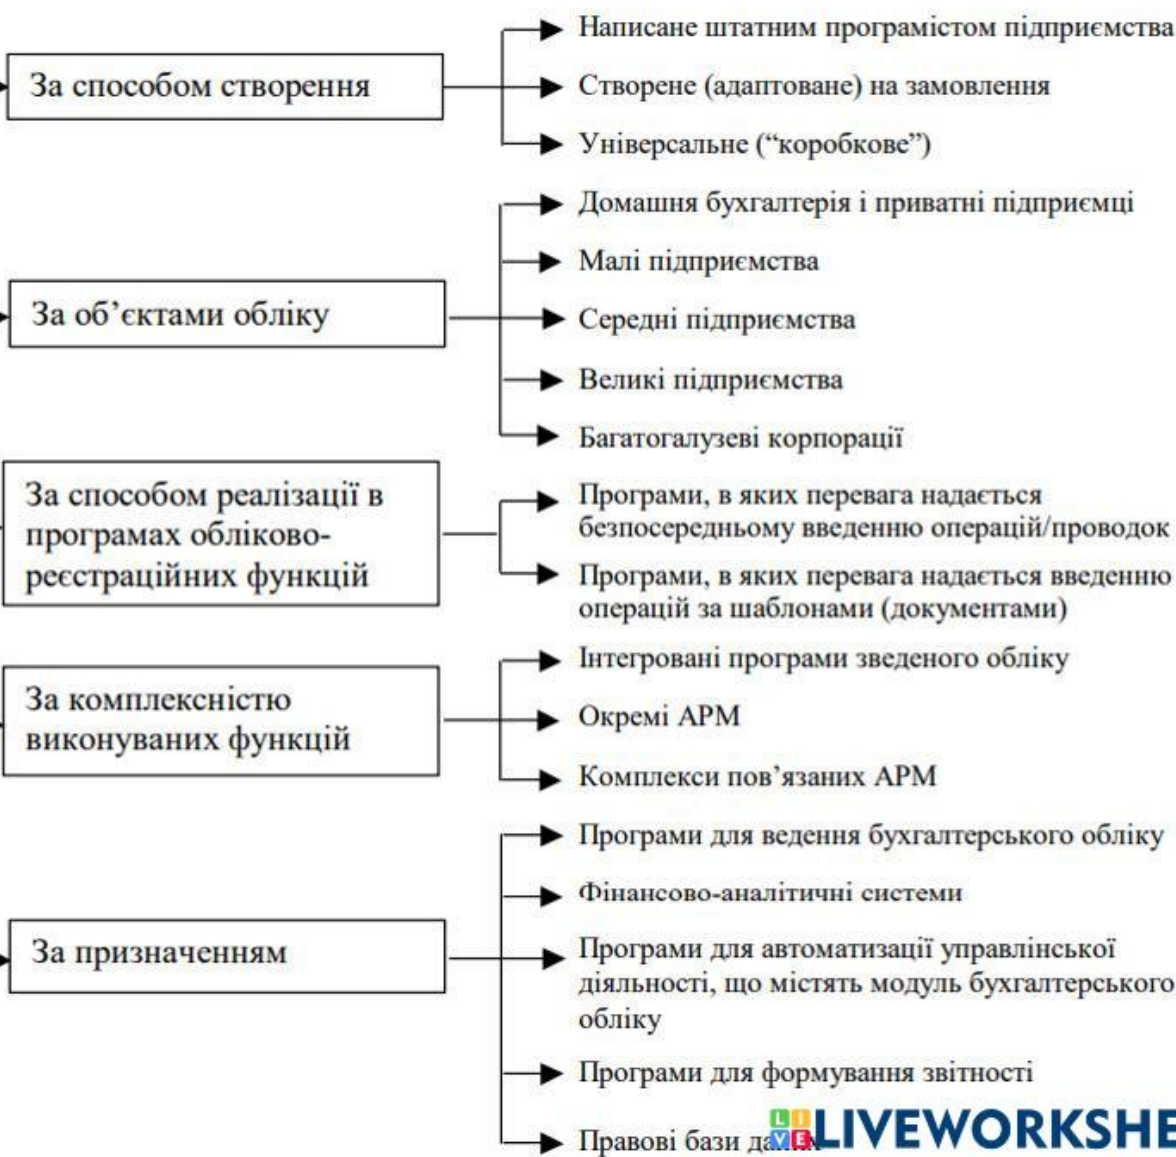 Написане штатним програмістом підприємства
За способом створення
Створене (адаптоване) на замовлення
Універсальне (“коробкове”)
Домашня бухгалтерія і приватні підприємці
Малі підприємства
За об’єктами обліку
Середні підприємства
Великі підприємства
Багатогалузеві корпорації
За способом реалізації в
програмах обліково-
реєстраційних функцій
Програми, в яких перевага надається
безпосередньому введенню операцій/проводок
Програми, в яких перевага надається введенню
операцій за шаблонами (документами)
За комплексністю
виконуваних функцій
Інтегровані програми зведеного обліку
Окремі АРМ
Комплекси пов’язаних АРМ
Програми для ведення бухгалтерського обліку
Фінансово-аналітичні системи
За призначенням
Програми для автоматизації управлінської
діяльності, що містять модуль бухгалтерського
обліку
Програми для формування звітності
Правові бази
LIVE LIVEWORKSHE